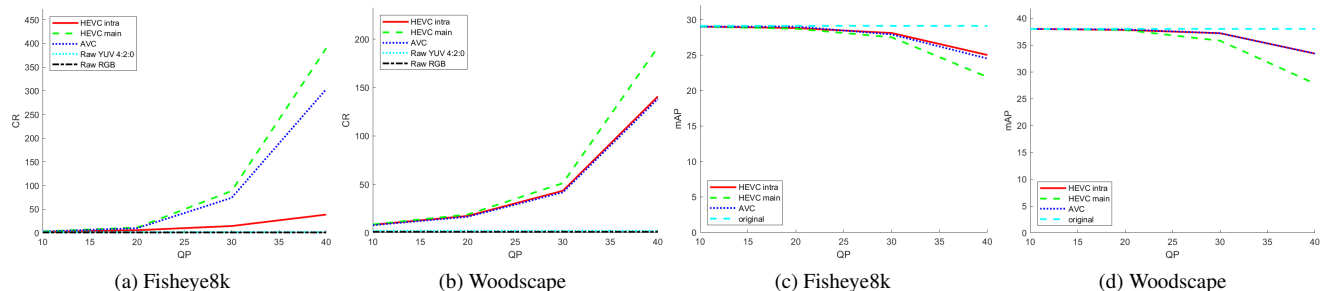 450
400
350
300
250
200
150
100
50
0
CR
10 15 20 25 30 35 40
QP
HEVC intra
HEVC main
AVC
Raw YUV 4:2:0
Raw RGB
(a) Fisheye8k
200
150
100
50
0
CR
10 15 20 25 30 35 40
QP
HEVC intra
HEVC main
AVC
Raw YUV 4:2:0
Raw RGB
(b) Woodscape
30
25
20
15
10
5
0
mAP
10 15 20 25 30 35 40
QP
HEVC intra
HEVC main
AVC
original
(c) Fisheye8k
40
35
30
25
20
15
10
5
0
mAP
10 15 20 25 30 35 40
QP
HEVC intra
HEVC main
AVC
original
(d) Woodscape